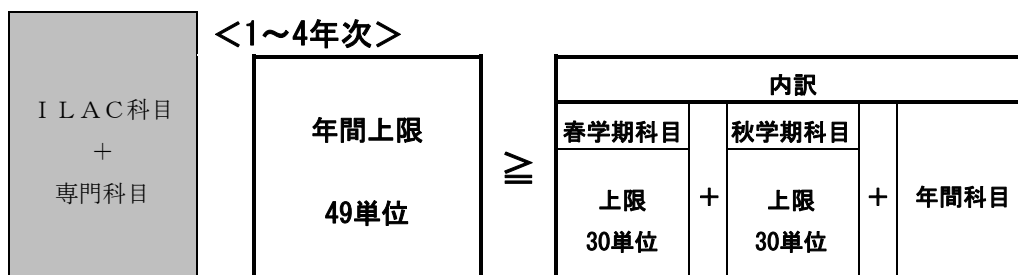 <1～4年次>
ＩＬＡＣ科目
＋
専門科目
年間上限
49単位
≧
内訳
春学期科目
上限
30単位
＋
秋学期科目
上限
30単位
＋
年間科目